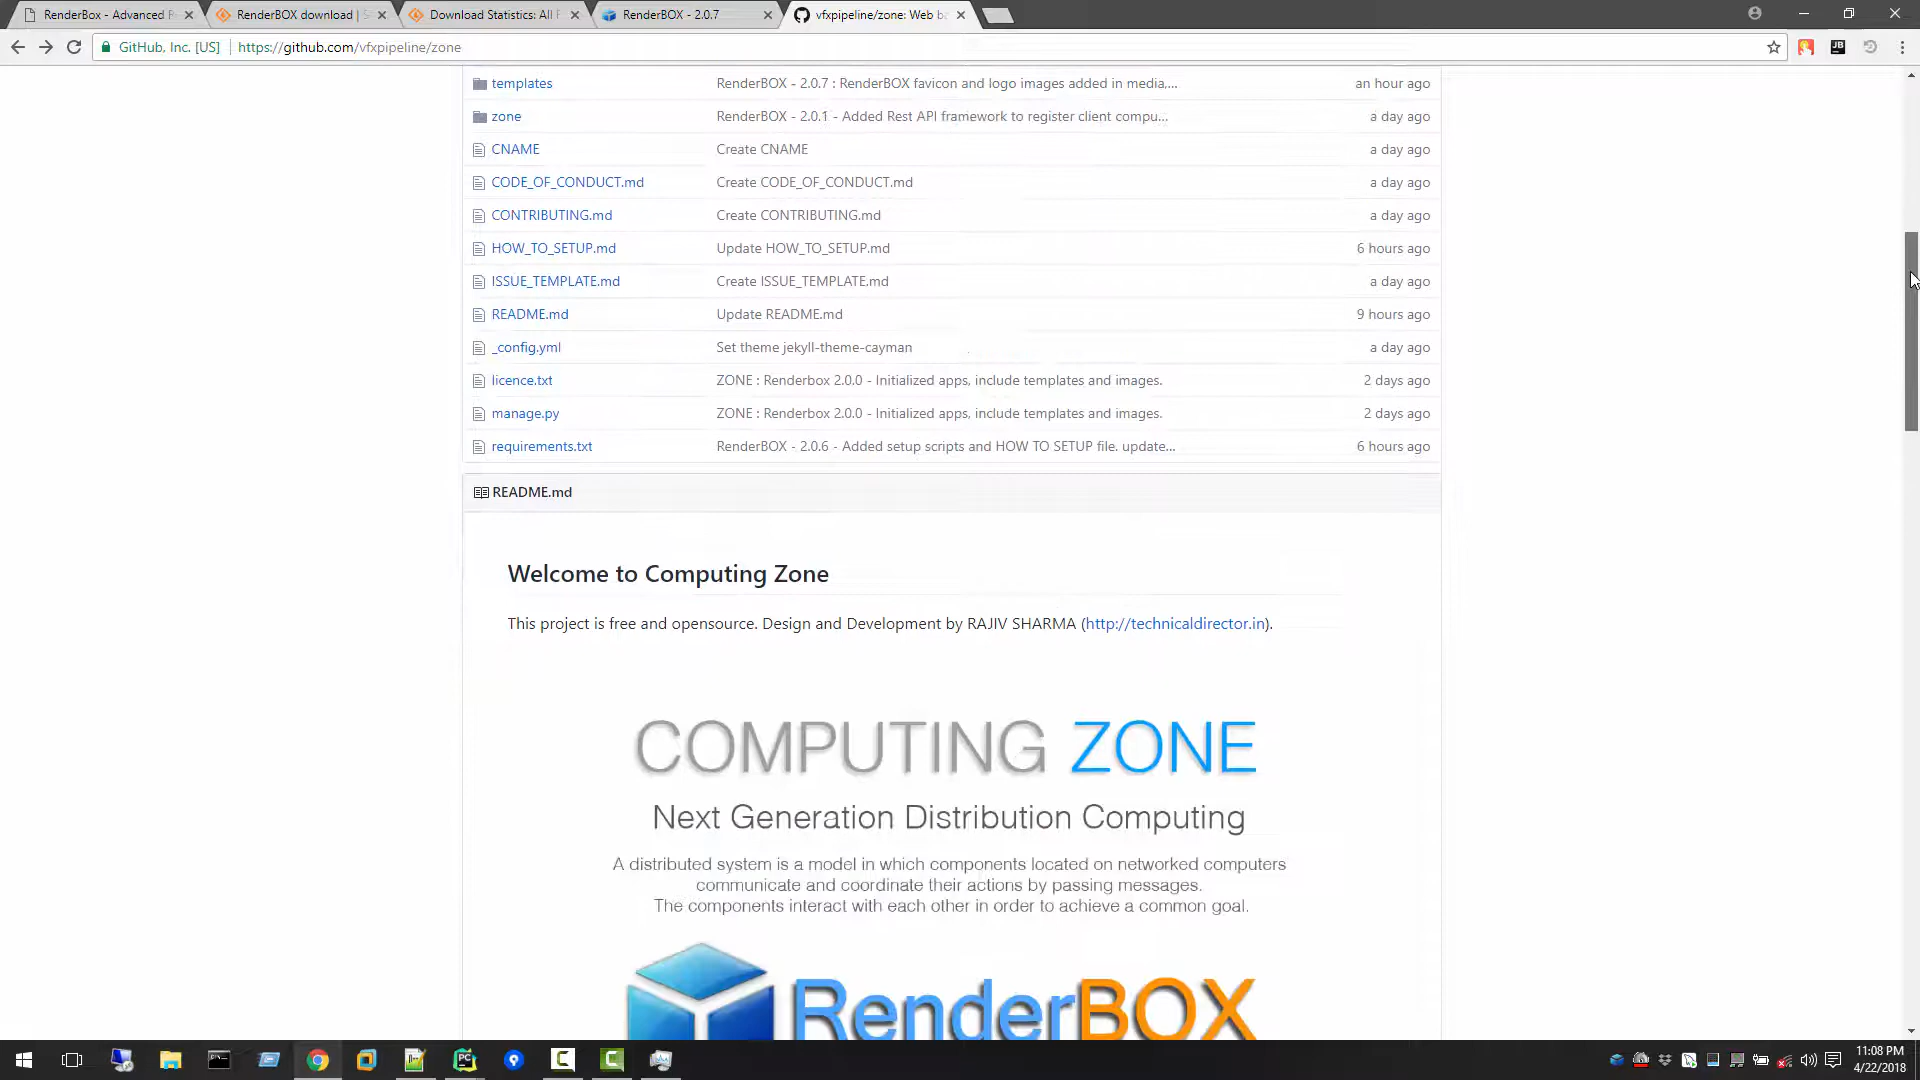 RenderBox - Advanced P
RenderBOX download | S
Download Statistics: All F
RenderBOX - 2.0.7
vfxpipeline/zone: Web ba
GitHub, Inc. [US]
https://github.com/vfxpipeline/zone
JB
templates RenderBOX - 2.0.7 : RenderBOX favicon and logo images added in media,... an hour ago
zone RenderBOX - 2.0.1 - Added Rest API framework to register client compu... a day ago
CNAME Create CNAME a day ago
CODE_OF_CONDUCT.md Create CODE_OF_CONDUCT.md a day ago
CONTRIBUTING.md Create CONTRIBUTING.md a day ago
HOW_TO_SETUP.md Update HOW_TO_SETUP.md 6 hours ago
ISSUE_TEMPLATE.md Create ISSUE_TEMPLATE.md a day ago
README.md Update README.md 9 hours ago
_config.yml Set theme jekyll-theme-cayman a day ago
licence.txt ZONE : Renderbox 2.0.0 - Initialized apps, include templates and images. 2 days ago
manage.py ZONE : Renderbox 2.0.0 - Initialized apps, include templates and images. 2 days ago
requirements.txt RenderBOX - 2.0.6 - Added setup scripts and HOW TO SETUP file. update... 6 hours ago
README.md
Welcome to Computing Zone
This project is free and opensource. Design and Development by RAJIV SHARMA (http://technicaldirector.in).
COMPUTING ZONE
Next Generation Distribution Computing
A distributed system is a model in which components located on networked computers
communicate and coordinate their actions by passing messages.
The components interact with each other in order to achieve a common goal.
RenderBOX
PC
11:08 PM
4/22/2018